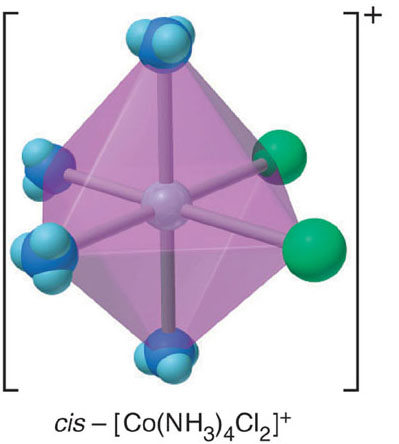 +
cis – [Co(NH₃)₄Cl₂]⁺